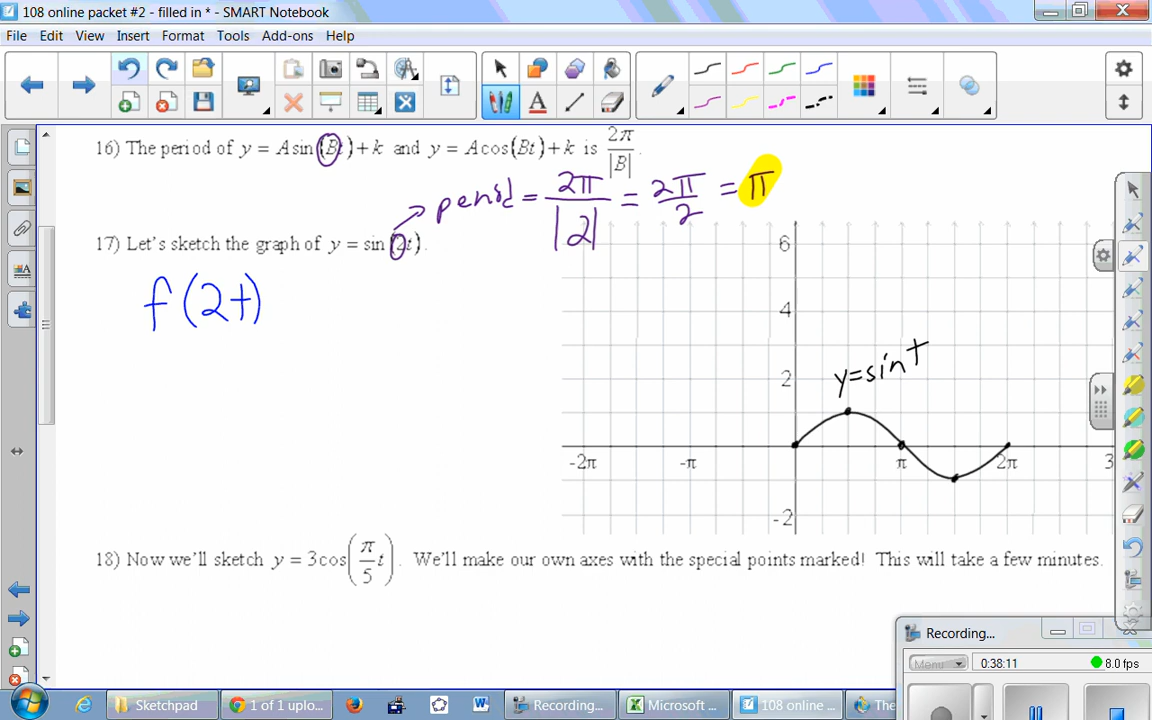 108 online packet #2 - filled in * - SMART Notebook
File Edit View Insert Format Tools Add-ons Help
16) The period of y = A sin(Bt) + k and y = A cos(Bt) + k is 2π/|B|.
period = 2π/|2| = 2π/2 = π
17) Let's sketch the graph of y = sin(2t).
f(2t)
6
4
2
y=sin t
-2π -π π 2π 3
-2
18) Now we'll sketch y = 3cos(π/5 t). We'll make our own axes with the special points marked! This will take a few minutes.
Recording...
Menu 0:38:11 8.0 fps
Sketchpad 1 of 1 uplo... Recording... Microsoft ... 108 online ... The